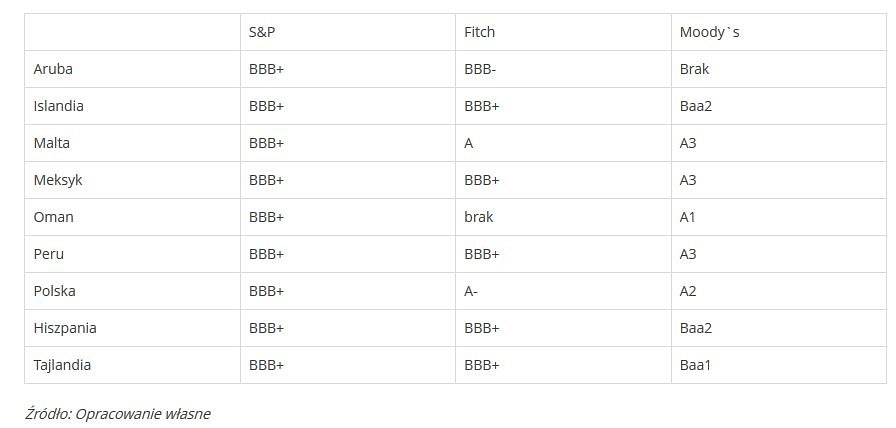 S&P Fitch Moody`s
Aruba BBB+ BBB- Brak
Islandia BBB+ BBB+ Baa2
Malta BBB+ A A3
Meksyk BBB+ BBB+ A3
Oman BBB+ brak A1
Peru BBB+ BBB+ A3
Polska BBB+ A- A2
Hiszpania BBB+ BBB+ Baa2
Tajlandia BBB+ BBB+ Baa1
Źródło: Opracowanie własne